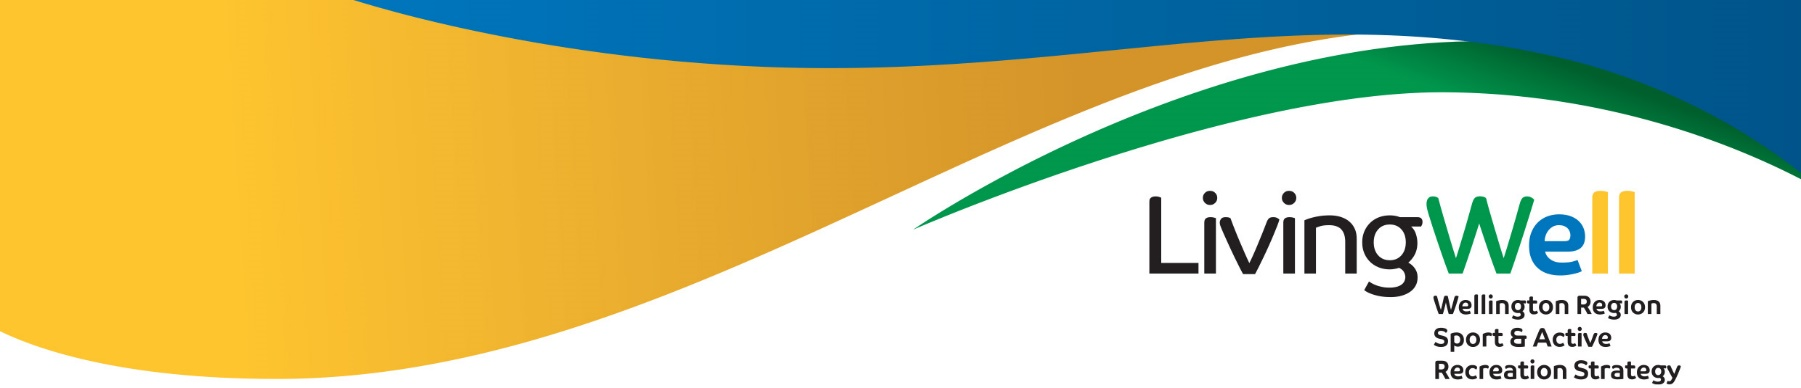 LivingWell
Wellington Region
Sport & Active
Recreation Strategy